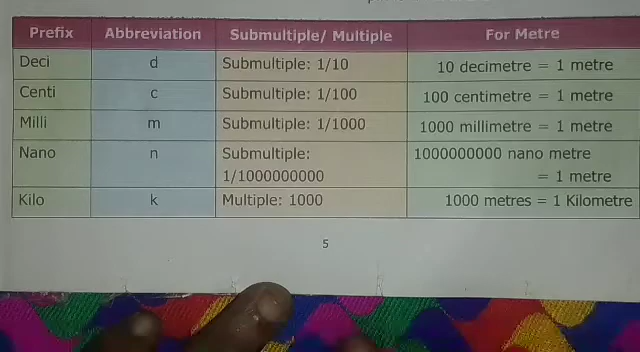 Prefix Abbreviation Submultiple/ Multiple For Metre
Deci d Submultiple: 1/10 10 decimetre = 1 metre
Centi c Submultiple: 1/100 100 centimetre = 1 metre
Milli m Submultiple: 1/1000 1000 millimetre = 1 metre
Nano n Submultiple: 1000000000 nano metre
1/1000000000 = 1 metre
Kilo k Multiple: 1000 1000 metres = 1 Kilometre
5